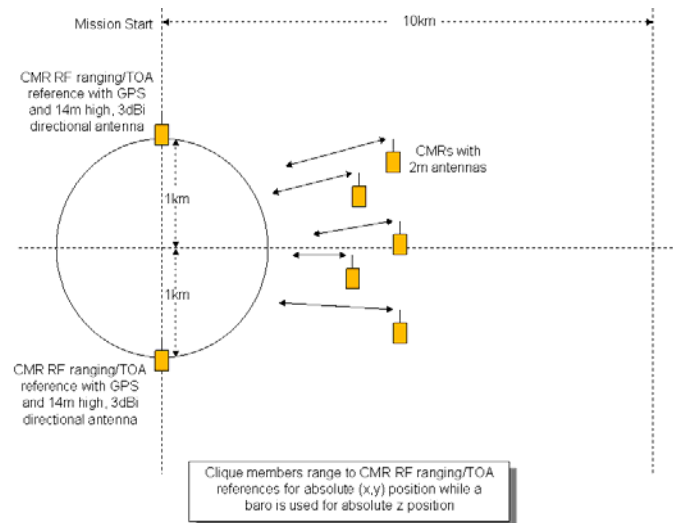 Mission Start
10km
CMR RF ranging/TOA
reference with GPS
and 14m high, 3dBi
directional antenna
CMRs with
2m antennas
1km
1km
CMR RF ranging/TOA
reference with GPS
and 14m high, 3dBi
directional antenna
Clique members range to CMR RF ranging/TOA
references for absolute (x,y) position while a
baro is used for absolute z position